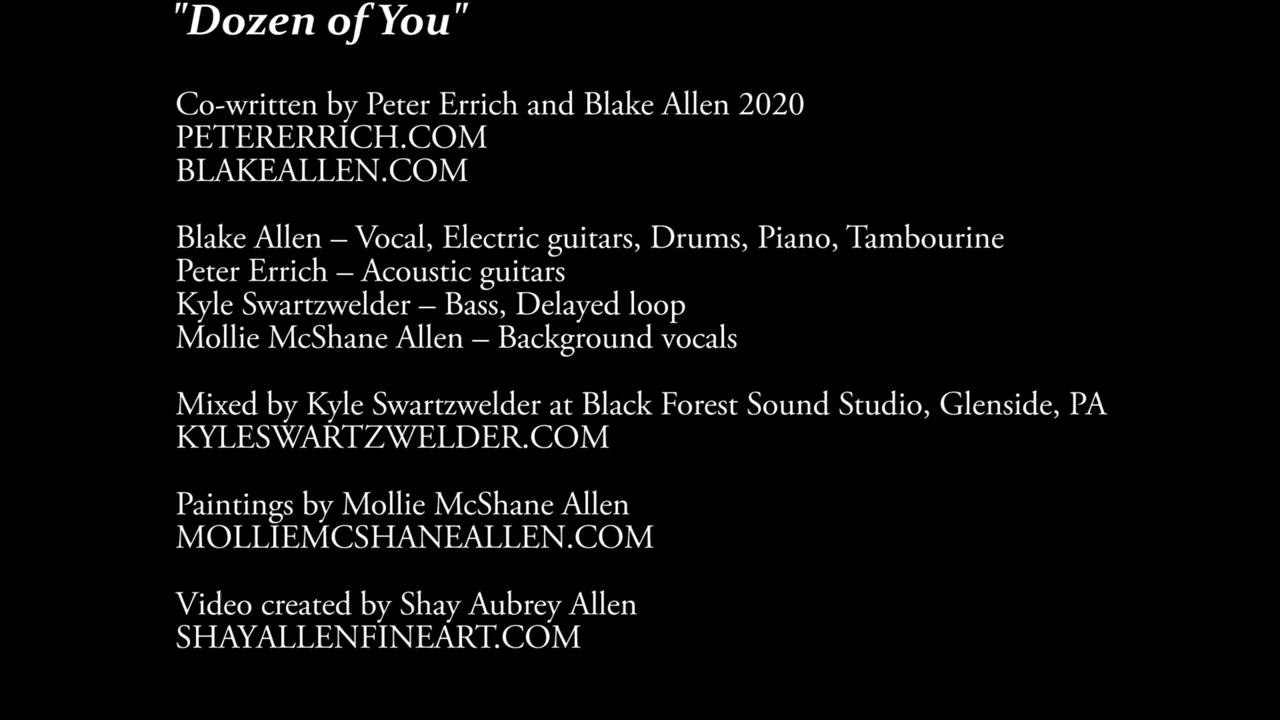 "Dozen of You"
Co-written by Peter Errich and Blake Allen 2020
PETERERRICH.COM
BLAKEALLEN.COM
Blake Allen – Vocal, Electric guitars, Drums, Piano, Tambourine
Peter Errich – Acoustic guitars
Kyle Swartzwelder – Bass, Delayed loop
Mollie McShane Allen – Background vocals
Mixed by Kyle Swartzwelder at Black Forest Sound Studio, Glenside, PA
KYLESWARTZWELDER.COM
Paintings by Mollie McShane Allen
MOLLIEMCSHANEALLEN.COM
Video created by Shay Aubrey Allen
SHAYALLENFINEART.COM